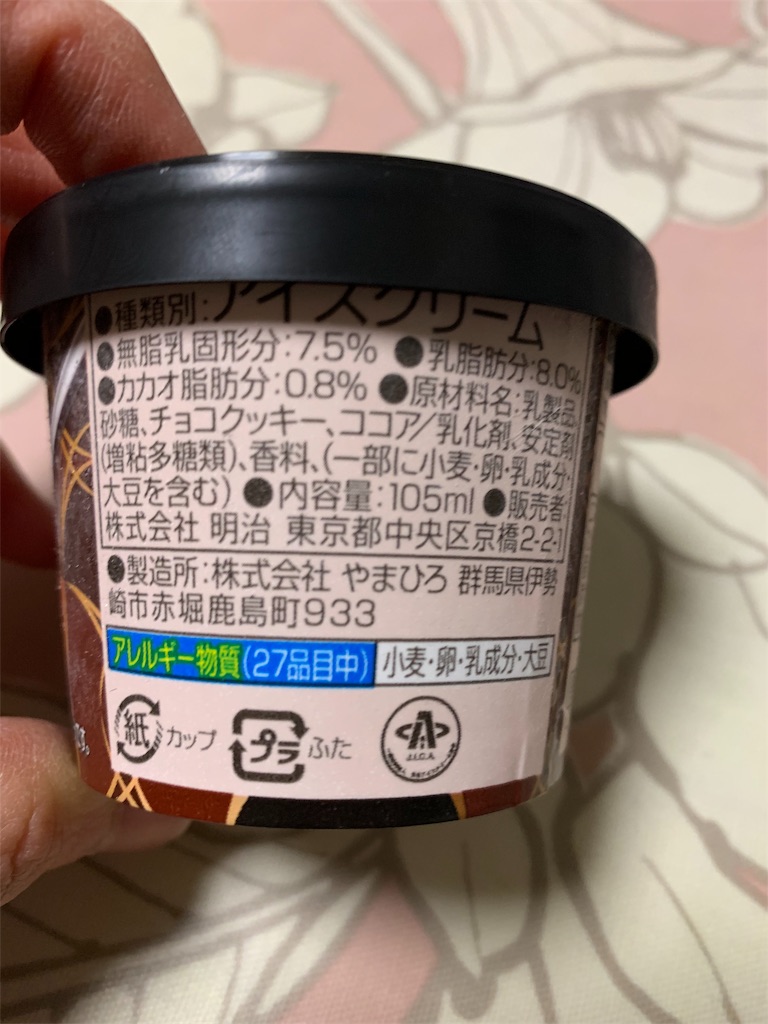 ●種類別:アイスクリーム
●無脂乳固形分:7.5% ●乳脂肪分:8.0%
●カカオ脂肪分:0.8% ●原材料名:乳製品、
砂糖、チョコクッキー、ココア/乳化剤、安定剤
(増粘多糖類)、香料、(一部に小麦・卵・乳成分・
大豆を含む) ●内容量:105ml ●販売者:
株式会社 明治 東京都中央区京橋2-2-1
●製造所:株式会社 やまひろ 群馬県伊勢
崎市赤堀鹿島町933
アレルギー物質(27品目中) 小麦・卵・乳成分・大豆
紙 カップ プラ ふた J.I.C.A.